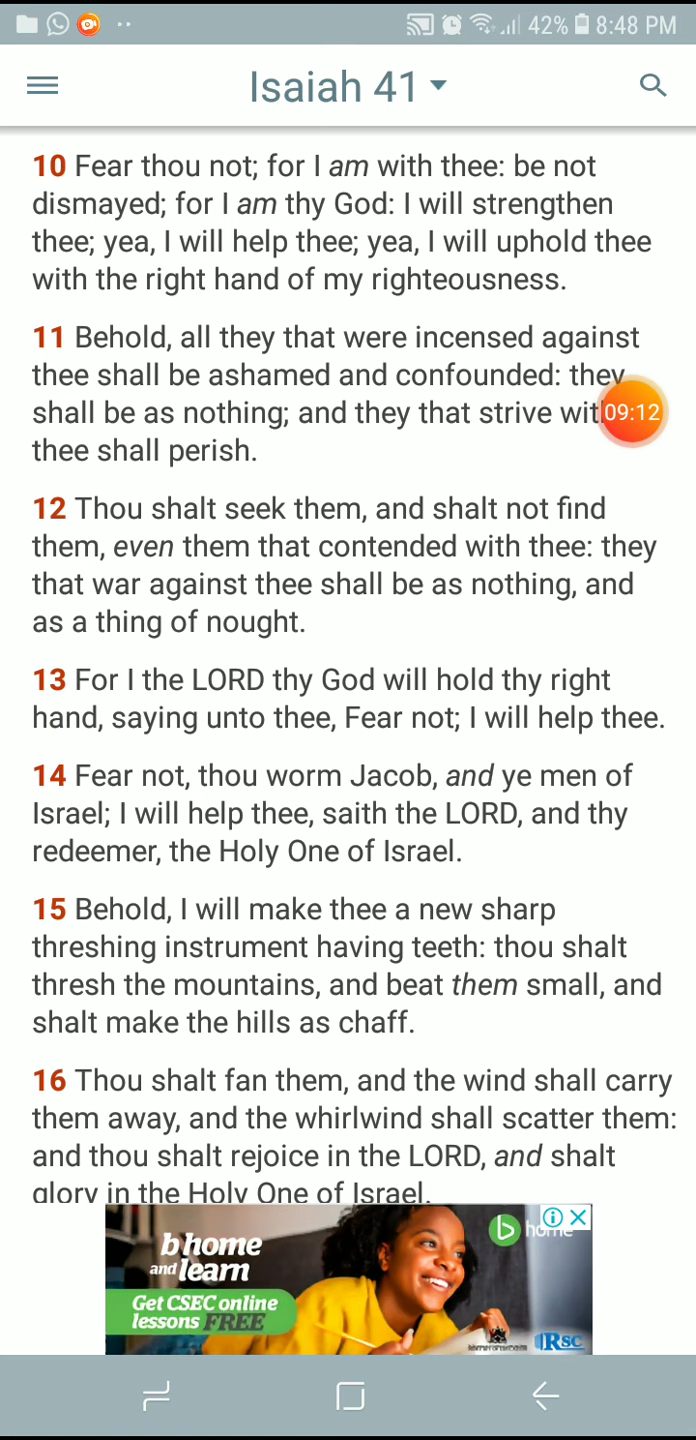 42% 8:48 PM
Isaiah 41
10 Fear thou not; for I am with thee: be not
dismayed; for I am thy God: I will strengthen
thee; yea, I will help thee; yea, I will uphold thee
with the right hand of my righteousness.
11 Behold, all they that were incensed against
thee shall be ashamed and confounded: they
shall be as nothing; and they that strive wit
09:12
thee shall perish.
12 Thou shalt seek them, and shalt not find
them, even them that contended with thee: they
that war against thee shall be as nothing, and
as a thing of nought.
13 For I the LORD thy God will hold thy right
hand, saying unto thee, Fear not; I will help thee.
14 Fear not, thou worm Jacob, and ye men of
Israel; I will help thee, saith the LORD, and thy
redeemer, the Holy One of Israel.
15 Behold, I will make thee a new sharp
threshing instrument having teeth: thou shalt
thresh the mountains, and beat them small, and
shalt make the hills as chaff.
16 Thou shalt fan them, and the wind shall carry
them away, and the whirlwind shall scatter them:
and thou shalt rejoice in the LORD, and shalt
glory in the Holy One of Israel.
b home
and learn
Get CSEC online
lessons FREE
b home
RSC